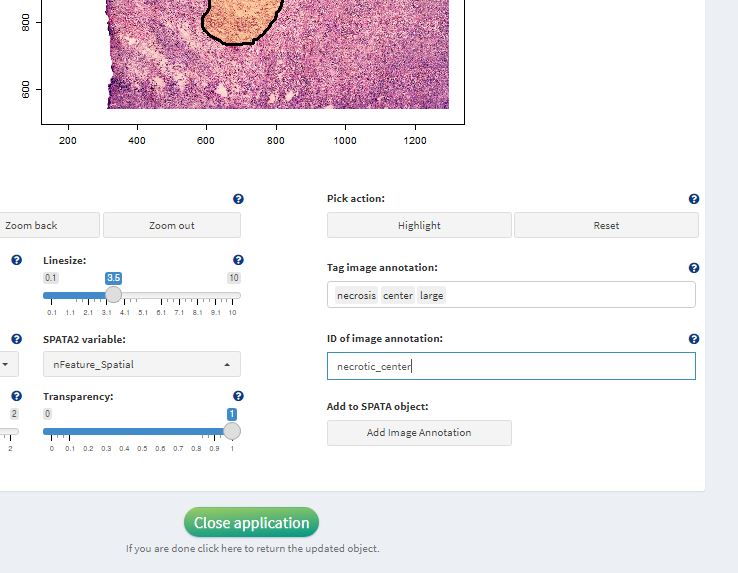 800
600
200 400 600 800 1000 1200
Zoom back
Zoom out
Linesize:
0.1 3.5 10
0.1 1.1 2.1 3.1 4.1 5.1 6.1 7.1 8.1 9.1 10
SPATA2 variable:
nFeature_Spatial
Transparency:
2 0 1
2 0 0.1 0.2 0.3 0.4 0.5 0.6 0.7 0.8 0.9 1
Pick action:
Highlight
Reset
Tag image annotation:
necrosis center large
ID of image annotation:
necrotic_center
Add to SPATA object:
Add Image Annotation
Close application
If you are done click here to return the updated object.